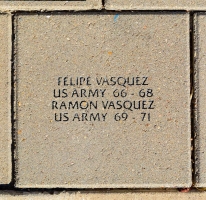 FELIPE VASQUEZ
US ARMY 66 - 68
RAMON VASQUEZ
US ARMY 69 - 71